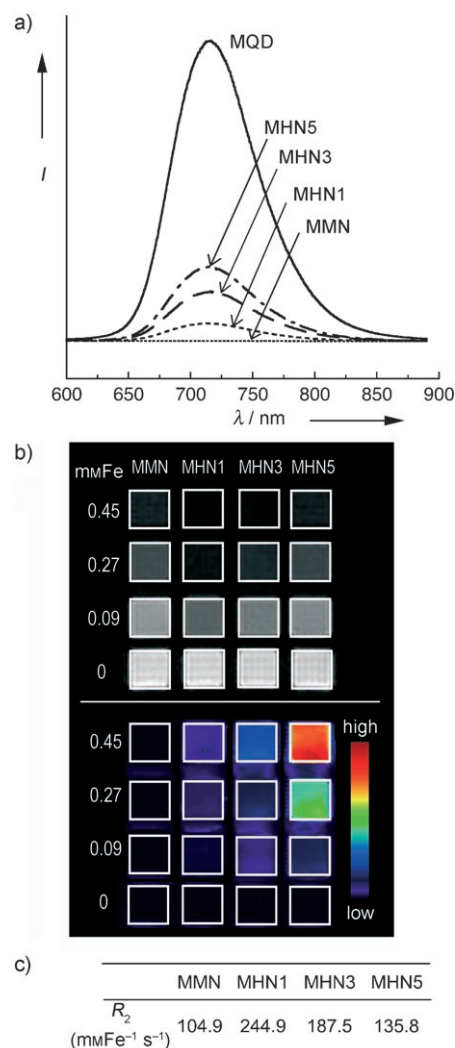 a)
MQD
MHN5
MHN3
MHN1
MMN
I
600 650 700 750 800 850 900
λ / nm
b)
mMFe MMN MHN1 MHN3 MHN5
0.45
0.27
0.09
0
0.45
0.27
0.09
0
high
low
c)
MMN MHN1 MHN3 MHN5
R₂ 104.9 244.9 187.5 135.8
(mMFe⁻¹ s⁻¹)